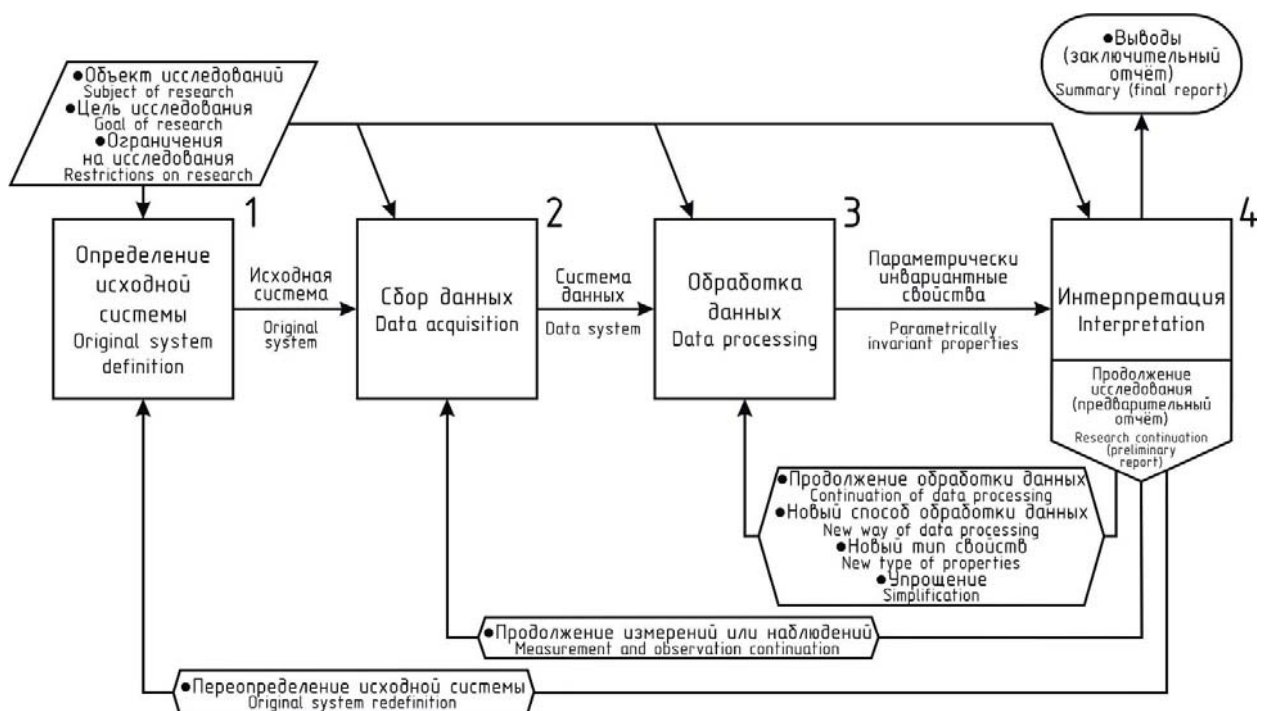 ●Объект исследований
Subject of research
●Цель исследования
Goal of research
●Ограничения
на исследования
Restrictions on research
●Выводы
(заключительный
отчёт)
Summary (final report)
1
Определение
исходной
системы
Original system
definition
Исходная
система
Original
system
2
Сбор данных
Data acquisition
Система
данных
Data system
3
Обработка
данных
Data processing
Параметрически
инвариантные
свойства
Parametrically
invariant properties
4
Интерпретация
Interpretation
Продолжение
исследования
(предварительный
отчёт)
Research continuation
(preliminary
report)
●Продолжение обработки данных
Continuation of data processing
●Новый способ обработки данных
New way of data processing
●Новый тип свойств
New type of properties
●Упрощение
Simplification
●Продолжение измерений или наблюдений
Measurement and observation continuation
●Переопределение исходной системы
Original system redefinition